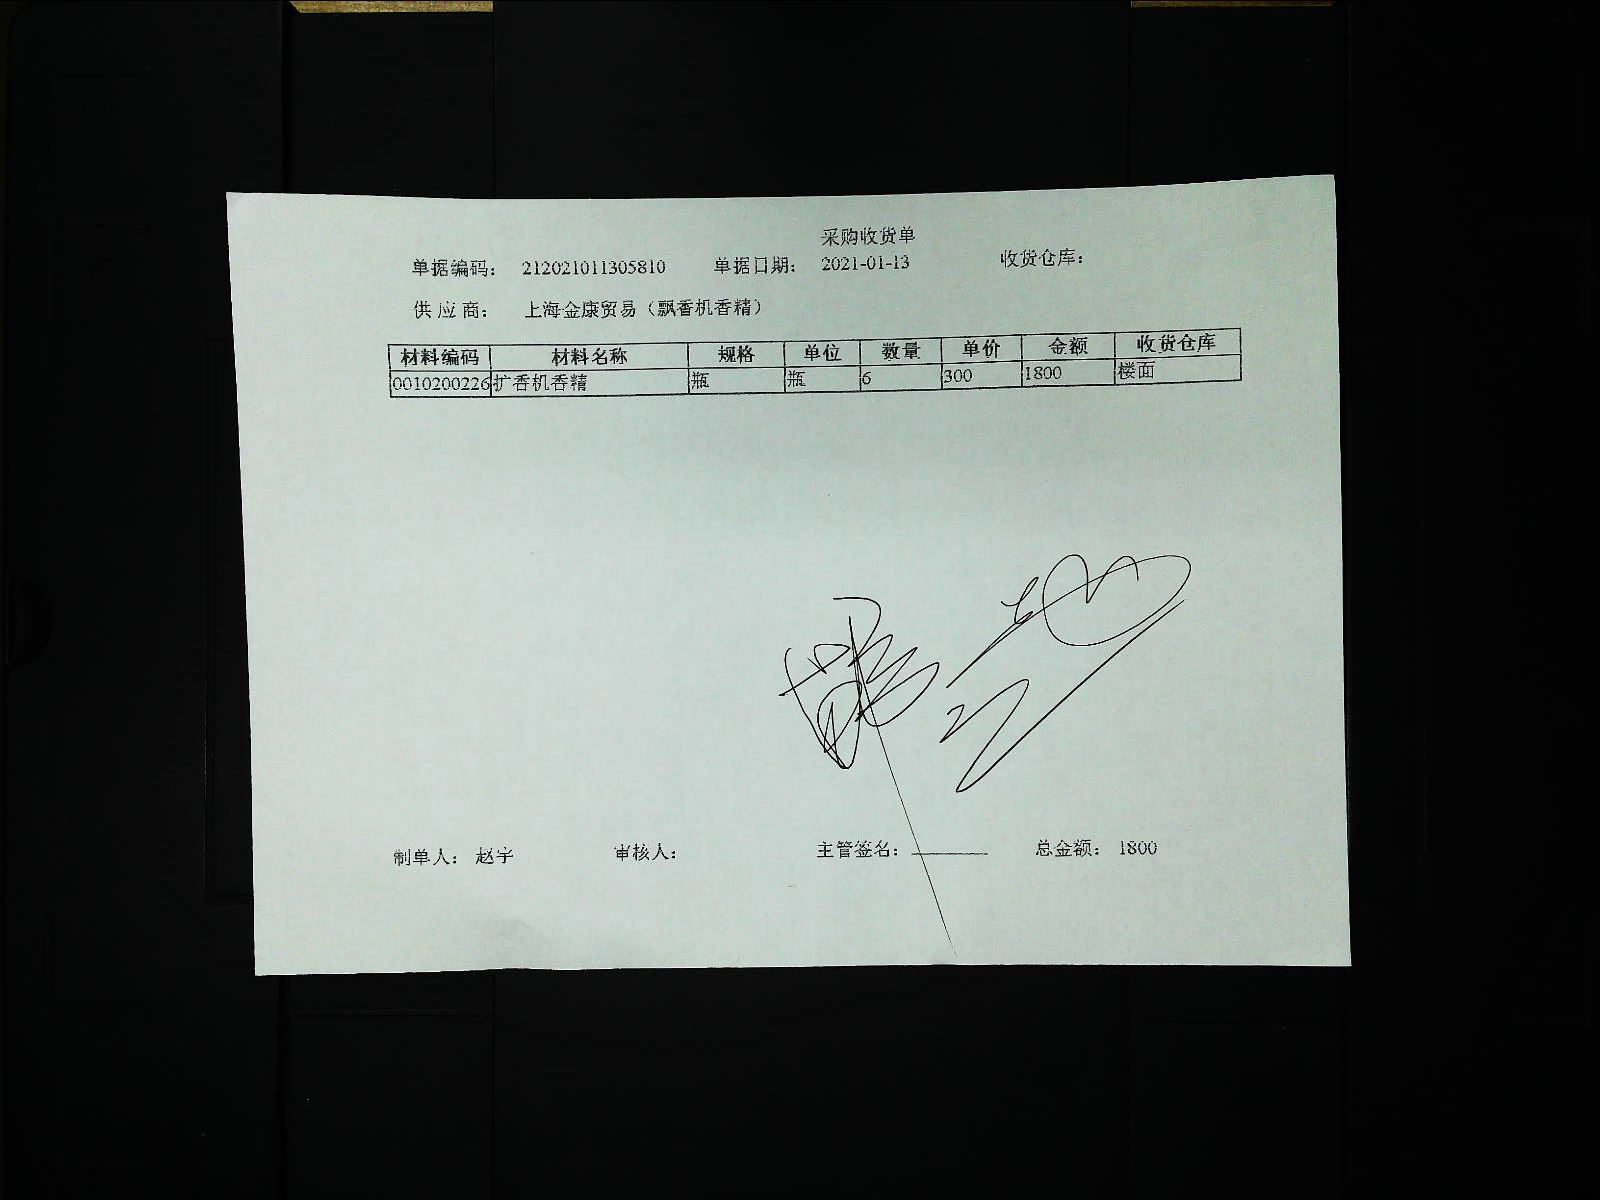 采购收货单
单据编码： 212021011305810 单据日期： 2021-01-13 收货仓库：
供 应 商： 上海金康贸易（飘香机香精）
材料编码 材料名称 规格 单位 数量 单价 金额 收货仓库
0010200226 扩香机香精 瓶 瓶 6 300 1800 楼面
制单人： 赵宇 审核人： 主管签名： 总金额： 1800